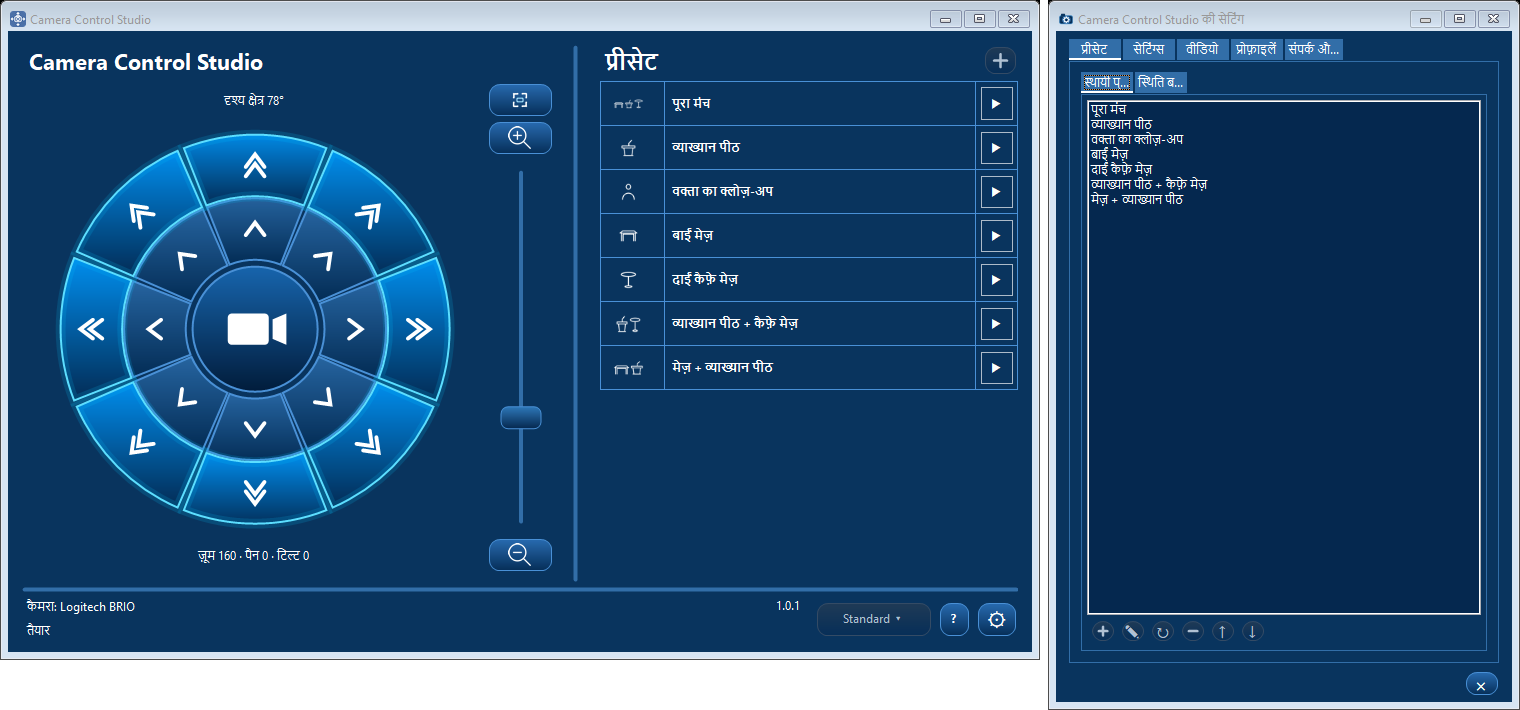 Camera Control Studio
Camera Control Studio
दृश्य क्षेत्र 78°
ज़ूम 160 · पैन 0 · टिल्ट 0
प्रीसेट
पूरा मंच
व्याख्यान पीठ
वक्ता का क्लोज़-अप
बाईं मेज़
दाईं कैफ़े मेज़
व्याख्यान पीठ + कैफ़े मेज़
मेज़ + व्याख्यान पीठ
कैमरा: Logitech BRIO
तैयार
1.0.1
Standard
?
Camera Control Studio की सेटिंग
प्रीसेट सेटिंग्स वीडियो प्रोफ़ाइलें संपर्क औ...
स्थायी प्... स्थिति ब...
पूरा मंच
व्याख्यान पीठ
वक्ता का क्लोज़-अप
बाईं मेज़
दाईं कैफ़े मेज़
व्याख्यान पीठ + कैफ़े मेज़
मेज़ + व्याख्यान पीठ